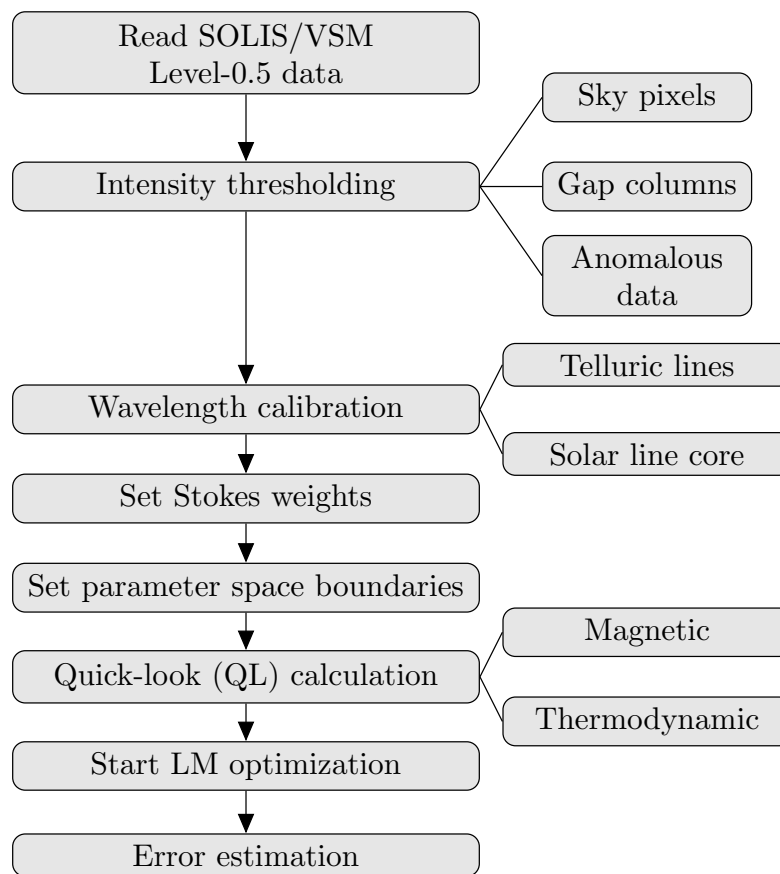 Read SOLIS/VSM
Level-0.5 data
Sky pixels
Intensity thresholding
Gap columns
Anomalous
data
Telluric lines
Wavelength calibration
Solar line core
Set Stokes weights
Set parameter space boundaries
Magnetic
Quick-look (QL) calculation
Thermodynamic
Start LM optimization
Error estimation